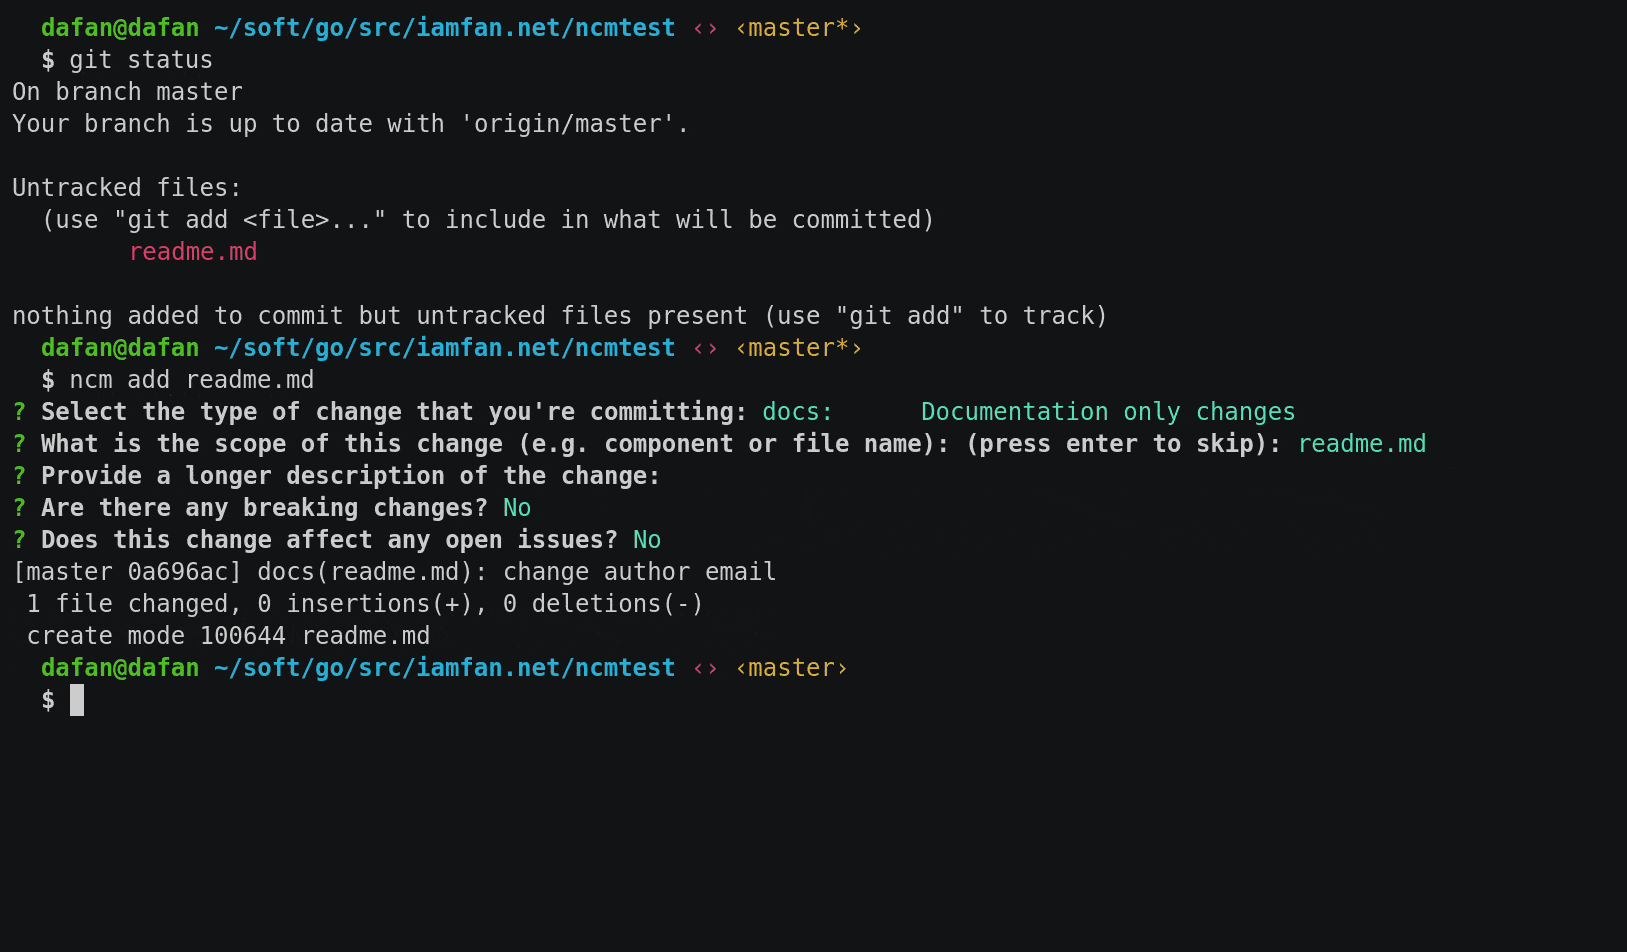 dafan@dafan ~/soft/go/src/iamfan.net/ncmtest ‹› ‹master*›
$ git status
On branch master
Your branch is up to date with 'origin/master'.
Untracked files:
(use "git add <file>..." to include in what will be committed)
readme.md
nothing added to commit but untracked files present (use "git add" to track)
dafan@dafan ~/soft/go/src/iamfan.net/ncmtest ‹› ‹master*›
$ ncm add readme.md
? Select the type of change that you're committing: docs:      Documentation only changes
? What is the scope of this change (e.g. component or file name): (press enter to skip): readme.md
? Provide a longer description of the change:
? Are there any breaking changes? No
? Does this change affect any open issues? No
[master 0a696ac] docs(readme.md): change author email
1 file changed, 0 insertions(+), 0 deletions(-)
create mode 100644 readme.md
dafan@dafan ~/soft/go/src/iamfan.net/ncmtest ‹› ‹master›
$